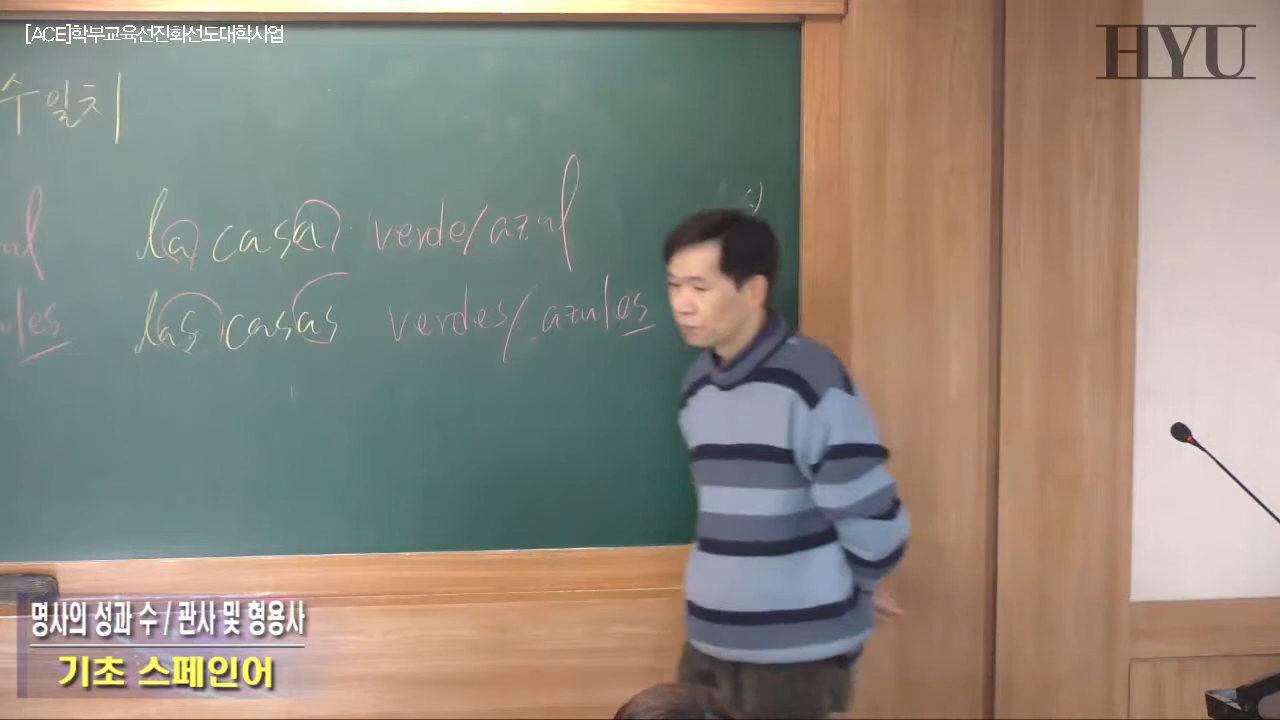 [ACE]학부교육선진화선도대학사업
HYU
수일치
la casa verde/azul
les las casas verdes/azules
명사의 성과 수 / 관사 및 형용사
기초 스페인어